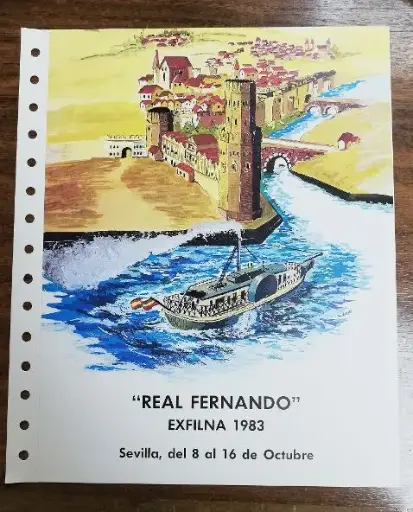 "REAL FERNANDO"
EXFILNA 1983
Sevilla, del 8 al 16 de Octubre